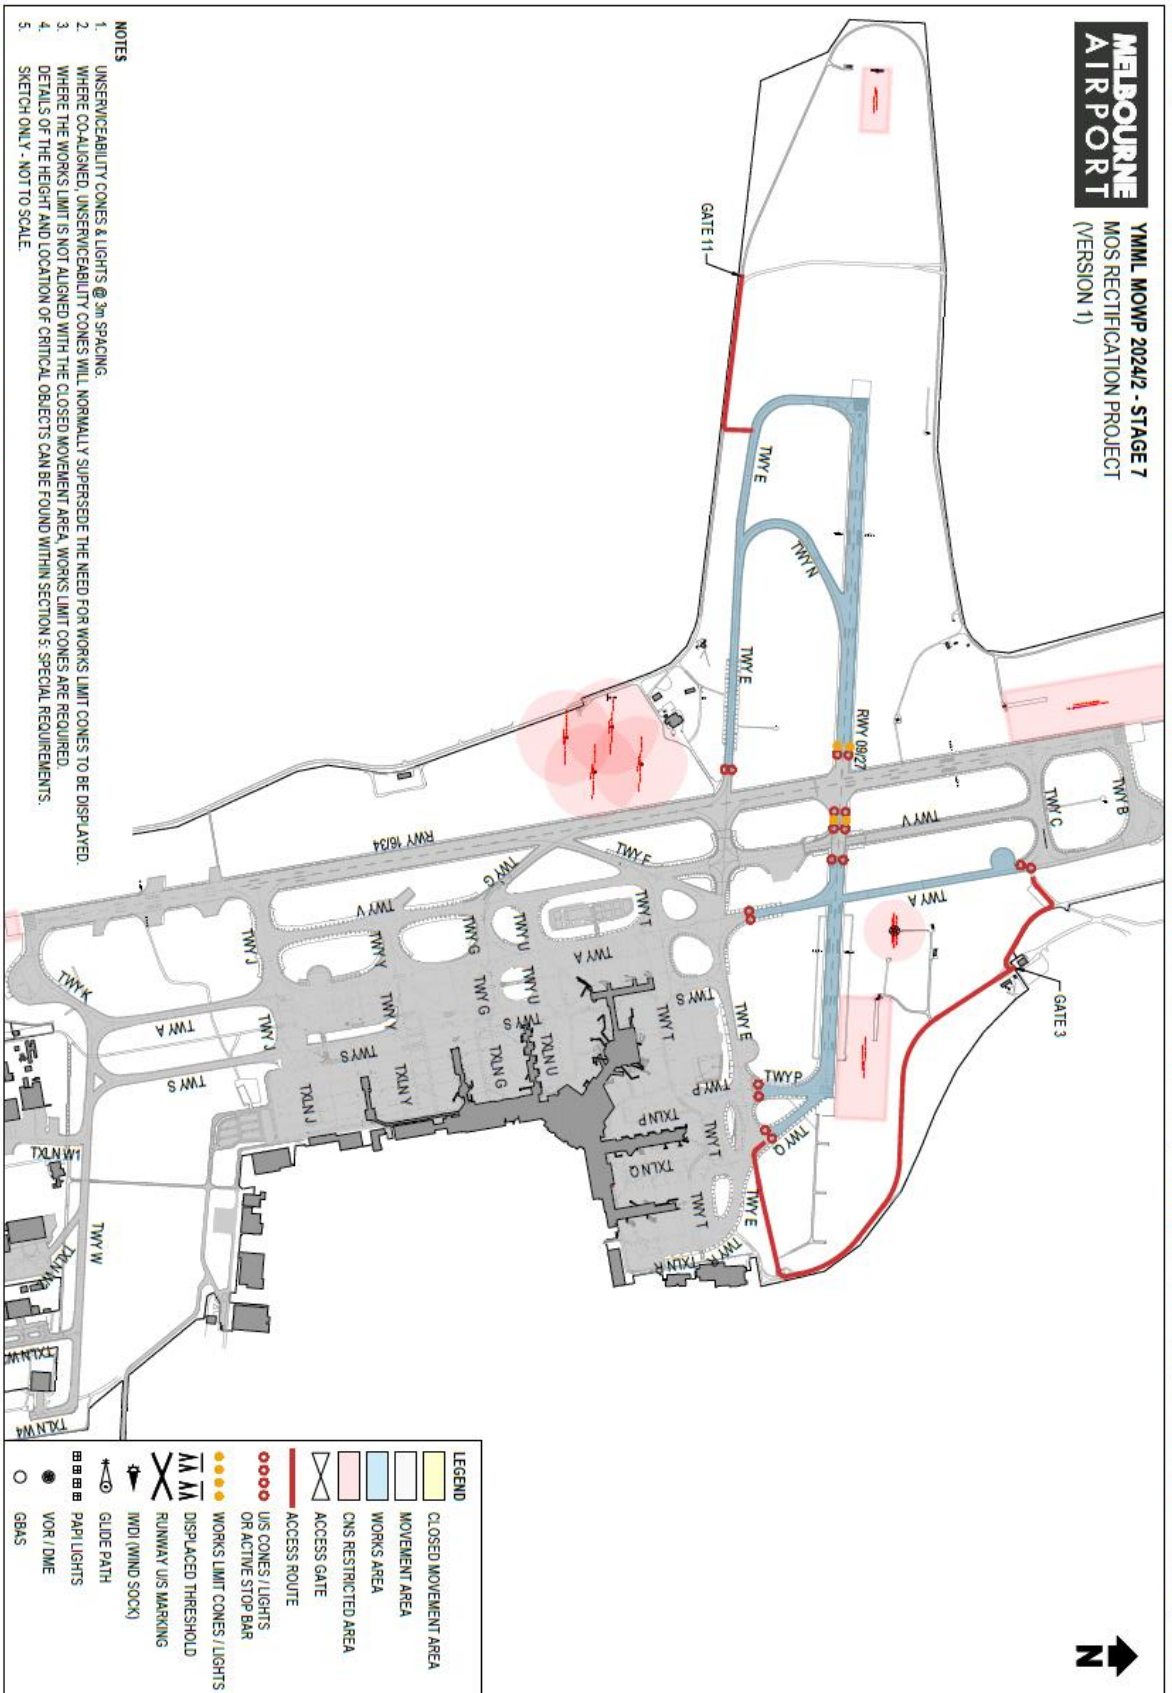 MELBOURNE
AIRPORT
YMML MOWP 2024/2 - STAGE 7
MOS RECTIFICATION PROJECT
(VERSION 1)
N
GATE 11
GATE 3
TWY E
TWY N
TWY E
RWY 09/27
TWY B
TWY C
TWY V
TWY A
RWY 16/34
TWY F
TWY G
TWY V
TWY T
TWY G
TWY U
TWY A
TWY J
TWY Y
TWY K
TWY G
TWY U
TWY S
TWY T
TWY S
TWY E
TWY P
TWY P
TWY Q
TWY A
TWY J
TWY Y
TWY S
TWY S
TXLN J
TXLN Y
TXLN G
TXLN U
TXLN P
TWY T
TXLN Q
TWY T
TWY E
TWY R
TXLN R
TXLN W1
TWY W
TXLN W4
NOTES
1. UNSERVICEABILITY CONES & LIGHTS @ 3m SPACING.
2. WHERE CO-ALIGNED, UNSERVICEABILITY CONES WILL NORMALLY SUPERSEDE THE NEED FOR WORKS LIMIT CONES TO BE DISPLAYED.
3. WHERE THE WORKS LIMIT IS NOT ALIGNED WITH THE CLOSED MOVEMENT AREA, WORKS LIMIT CONES ARE REQUIRED.
4. DETAILS OF THE HEIGHT AND LOCATION OF CRITICAL OBJECTS CAN BE FOUND WITHIN SECTION 5: SPECIAL REQUIREMENTS.
5. SKETCH ONLY - NOT TO SCALE.
LEGEND
CLOSED MOVEMENT AREA
MOVEMENT AREA
WORKS AREA
CNS RESTRICTED AREA
ACCESS GATE
ACCESS ROUTE
U/S CONES / LIGHTS
OR ACTIVE STOP BAR
WORKS LIMIT CONES / LIGHTS
DISPLACED THRESHOLD
RUNWAY U/S MARKING
IWDI (WIND SOCK)
GLIDE PATH
PAPI LIGHTS
VOR / DME
GBAS